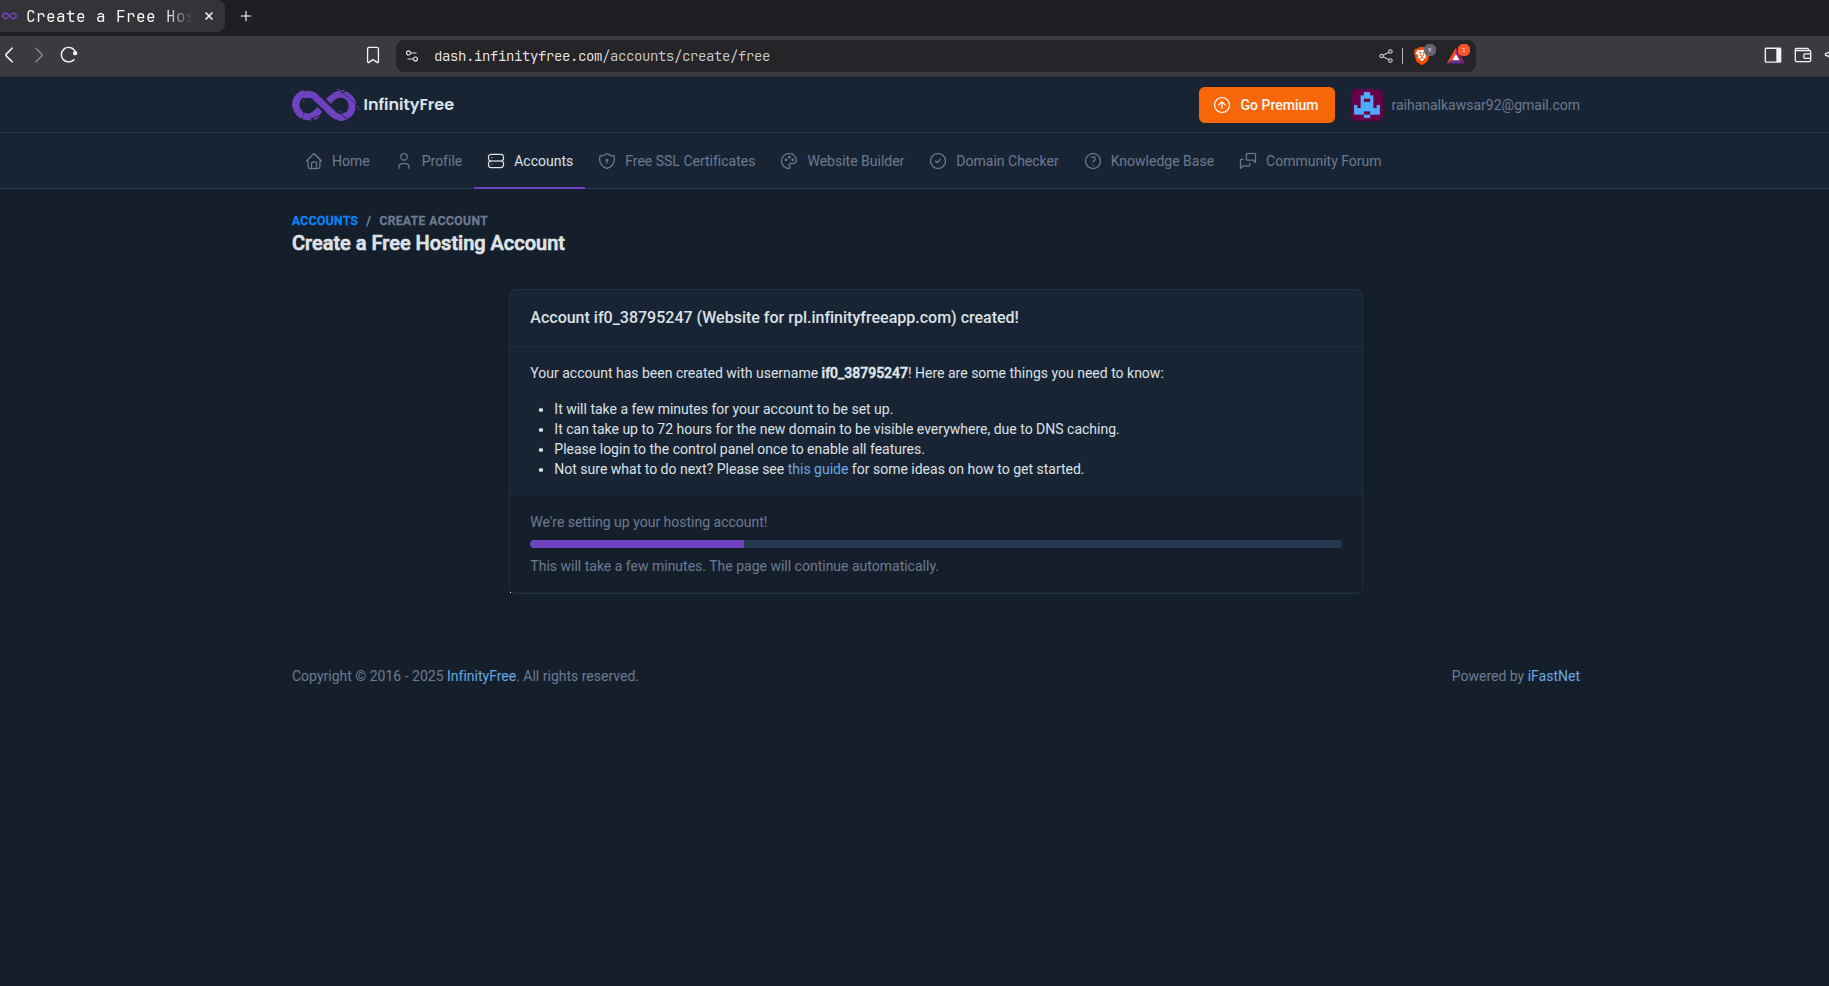 Create a Free Hos
dash.infinityfree.com/accounts/create/free
InfinityFree
Go Premium
raihanalkawsar92@gmail.com
Home
Profile
Accounts
Free SSL Certificates
Website Builder
Domain Checker
Knowledge Base
Community Forum
ACCOUNTS / CREATE ACCOUNT
Create a Free Hosting Account
Account if0_38795247 (Website for rpl.infinityfreeapp.com) created!
Your account has been created with username if0_38795247! Here are some things you need to know:
• It will take a few minutes for your account to be set up.
• It can take up to 72 hours for the new domain to be visible everywhere, due to DNS caching.
• Please login to the control panel once to enable all features.
• Not sure what to do next? Please see this guide for some ideas on how to get started.
We're setting up your hosting account!
This will take a few minutes. The page will continue automatically.
Copyright © 2016 - 2025 InfinityFree. All rights reserved.
Powered by iFastNet